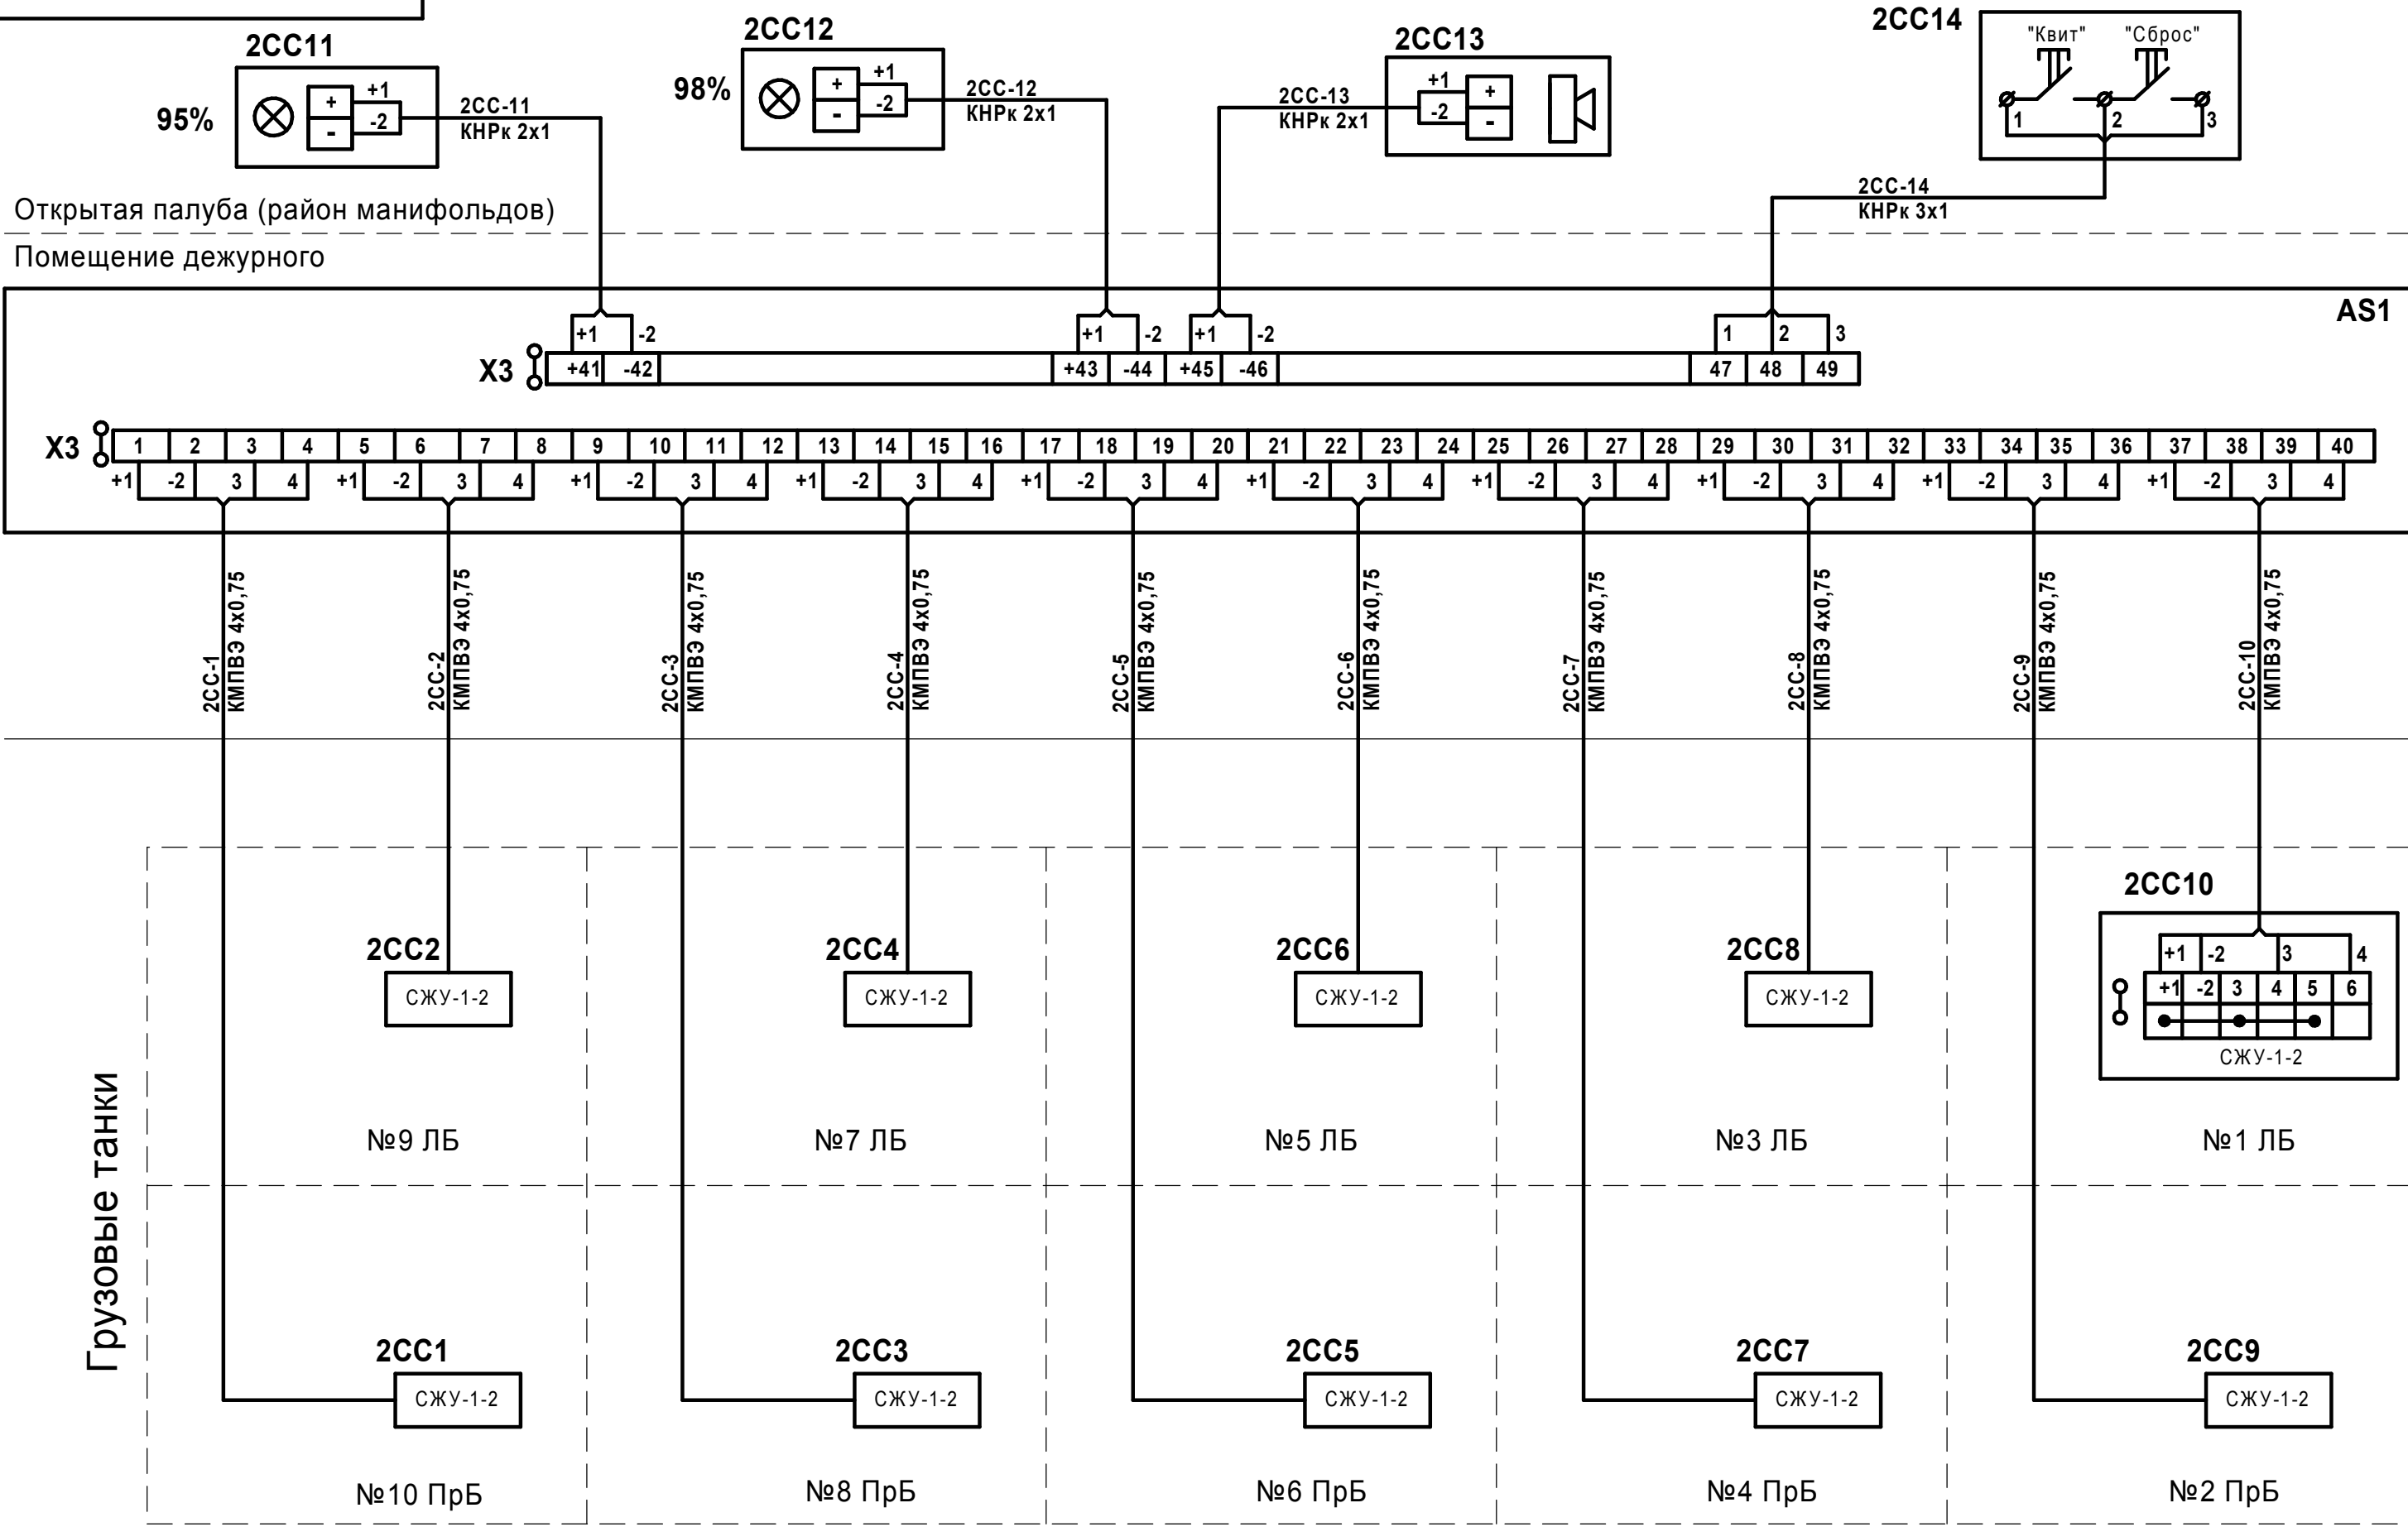 2СС11
95%
+
-
+1
-2
2СС-11
КНРк 2х1
2СС12
98%
+
-
+1
-2
2СС-12
КНРк 2х1
2СС13
2СС-13
КНРк 2х1
+1
-2
+
-
2СС14
"Квит" "Сброс"
1 2 3
2СС-14
КНРк 3х1
Открытая палуба (район манифольдов)
Помещение дежурного
AS1
+1 -2 +1 -2 +1 -2 1 2 3
X3 +41 -42 +43 -44 +45 -46 47 48 49
X3 1 2 3 4 5 6 7 8 9 10 11 12 13 14 15 16 17 18 19 20 21 22 23 24 25 26 27 28 29 30 31 32 33 34 35 36 37 38 39 40
+1 -2 3 4 +1 -2 3 4 +1 -2 3 4 +1 -2 3 4 +1 -2 3 4 +1 -2 3 4 +1 -2 3 4 +1 -2 3 4 +1 -2 3 4 +1 -2 3 4
2СС-1
КМПВЭ 4х0,75
2СС-2
КМПВЭ 4х0,75
2СС-3
КМПВЭ 4х0,75
2СС-4
КМПВЭ 4х0,75
2СС-5
КМПВЭ 4х0,75
2СС-6
КМПВЭ 4х0,75
2СС-7
КМПВЭ 4х0,75
2СС-8
КМПВЭ 4х0,75
2СС-9
КМПВЭ 4х0,75
2СС-10
КМПВЭ 4х0,75
Грузовые танки
2СС2
СЖУ-1-2
№9 ЛБ
2СС4
СЖУ-1-2
№7 ЛБ
2СС6
СЖУ-1-2
№5 ЛБ
2СС8
СЖУ-1-2
№3 ЛБ
2СС10
+1 -2 3 4
+1 -2 3 4 5 6
СЖУ-1-2
№1 ЛБ
2СС1
СЖУ-1-2
№10 ПрБ
2СС3
СЖУ-1-2
№8 ПрБ
2СС5
СЖУ-1-2
№6 ПрБ
2СС7
СЖУ-1-2
№4 ПрБ
2СС9
СЖУ-1-2
№2 ПрБ